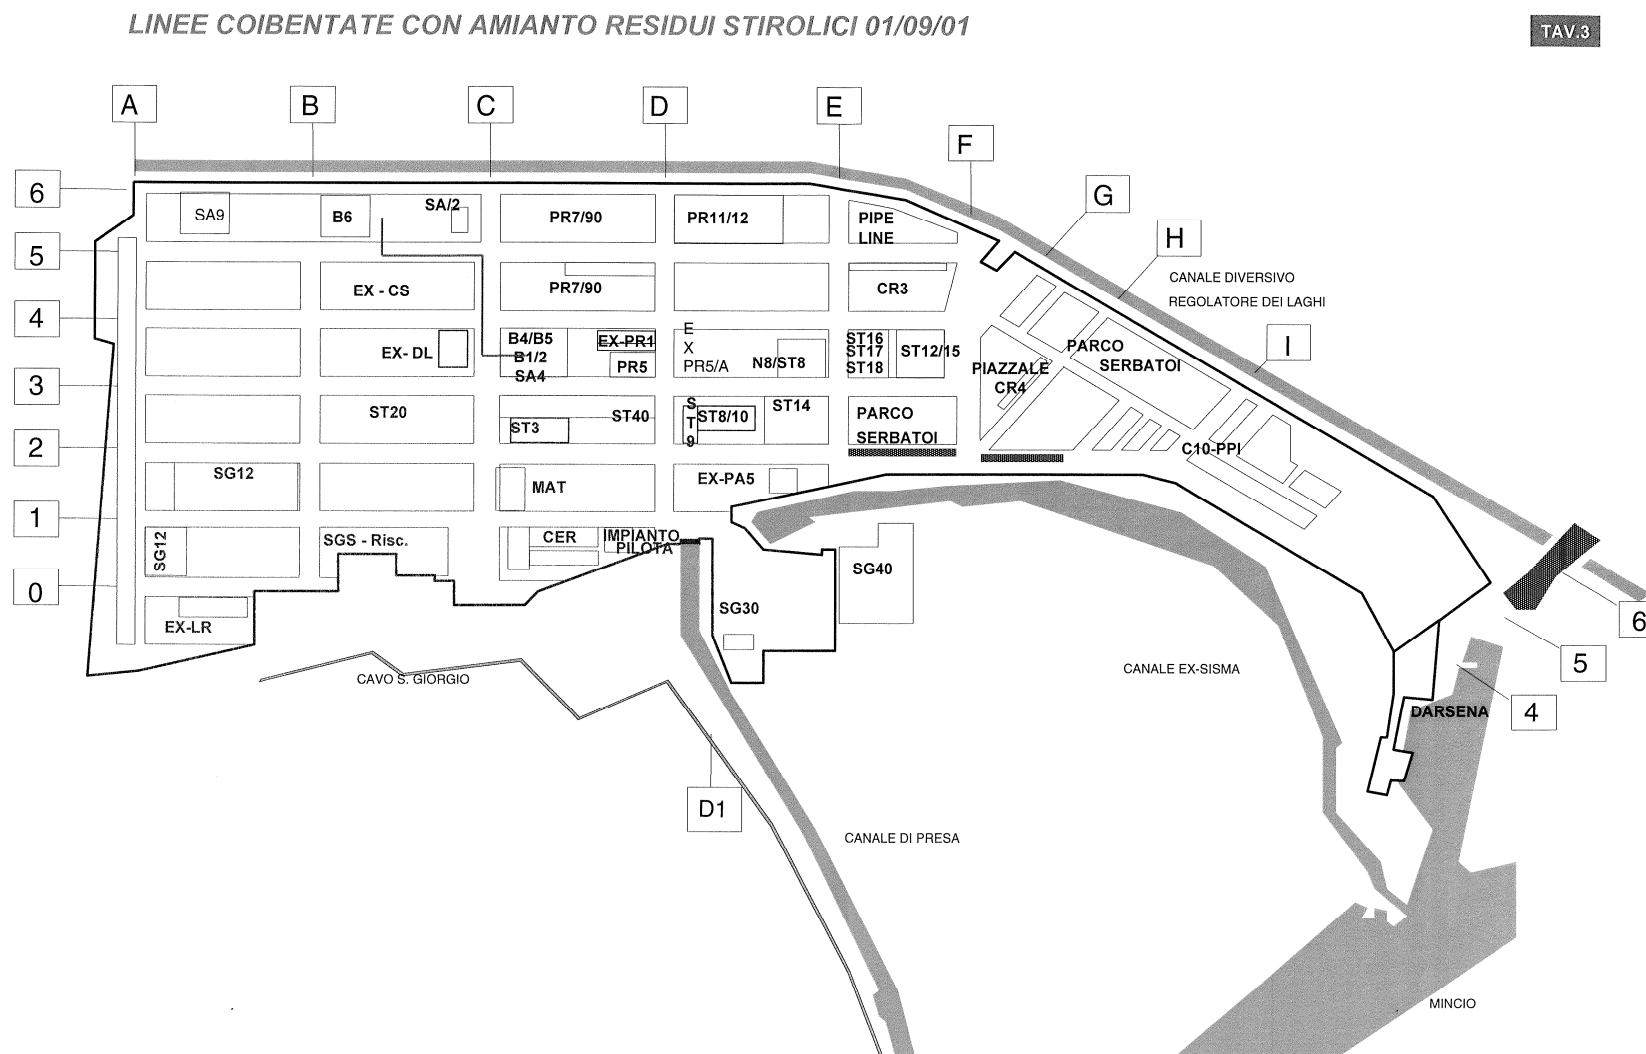 LINEE COIBENTATE CON AMIANTO RESIDUI STIROLICI 01/09/01
TAV.3
A
B
C
D
E
F
G
H
I
6
5
4
3
2
1
0
SA9
B6
SA/2
PR7/90
PR11/12
PIPE
LINE
EX - CS
PR7/90
CR3
CANALE DIVERSIVO
REGOLATORE DEI LAGHI
EX- DL
B4/B5
B1/2
SA4
EX-PR1
PR5
E
X
PR5/A
N8/ST8
ST16
ST17
ST18
ST12/15
PIAZZALE
CR4
PARCO
SERBATOI
ST20
ST3
ST40
S
T
9
ST8/10
ST14
PARCO
SERBATOI
C10-PPI
SG12
MAT
EX-PA5
SG12
SGS - Risc.
CER
IMPIANTO
PILOTA
SG40
SG30
EX-LR
CAVO S. GIORGIO
D1
CANALE DI PRESA
CANALE EX-SISMA
DARSENA
6
5
4
MINCIO